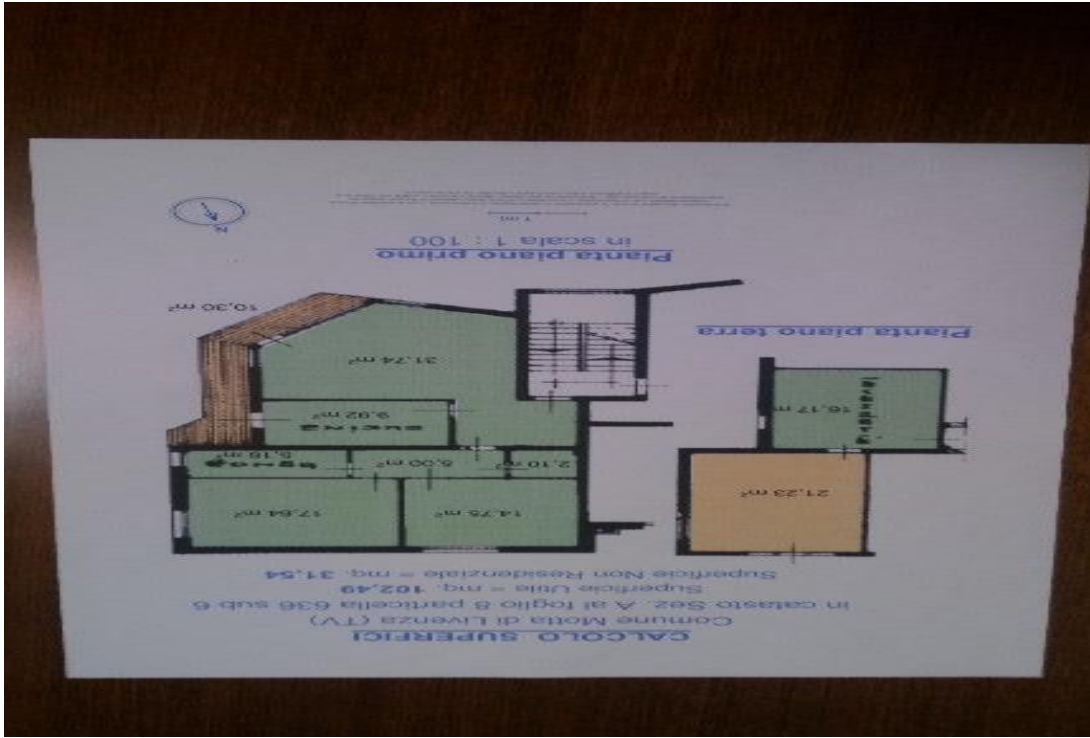 CALCOLO SUPERFICI
Comune Motta di Livenza (TV)
in catasto Sez. A al foglio 8 particella 636 sub 6
Superficie Utile = mq. 102,49
Superficie Non Residenziale = mq. 31,54
14,75 m²
17,64 m²
21,23 m²
2,10 m²
5,00 m²
bagno
5,18 m²
cucina
9,92 m²
16,17 m
31,74 m²
10,30 m²
Pianta piano terra
Pianta piano primo
in scala 1 : 100
1 mt
N